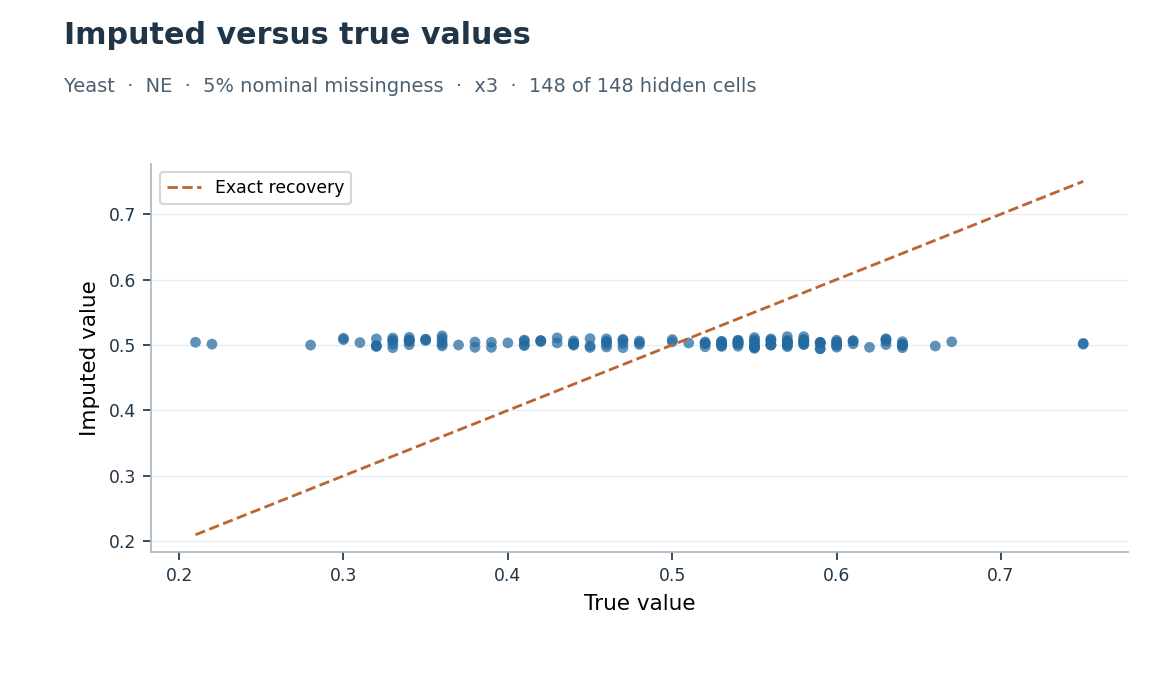 Imputed versus true values
Yeast · NE · 5% nominal missingness · x3 · 148 of 148 hidden cells
Exact recovery
Imputed value
0.7
0.6
0.5
0.4
0.3
0.2
0.2 0.3 0.4 0.5 0.6 0.7
True value